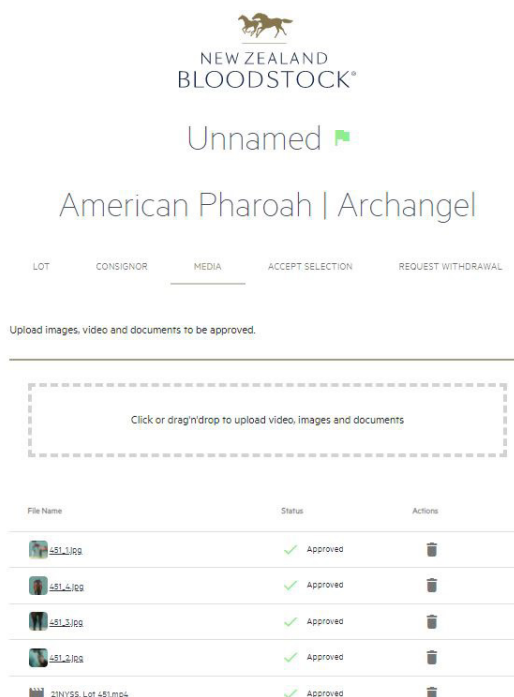 NEW ZEALAND
BLOODSTOCK®
Unnamed
American Pharoah | Archangel
LOT CONSIGNOR MEDIA ACCEPT SELECTION REQUEST WITHDRAWAL
Upload images, video and documents to be approved.
Click or drag'n'drop to upload video, images and documents
File Name Status Actions
451_1.jpg Approved
451_4.jpg Approved
451_3.jpg Approved
451_2.jpg Approved
21NYSS. Lot 451.mp4 Approved